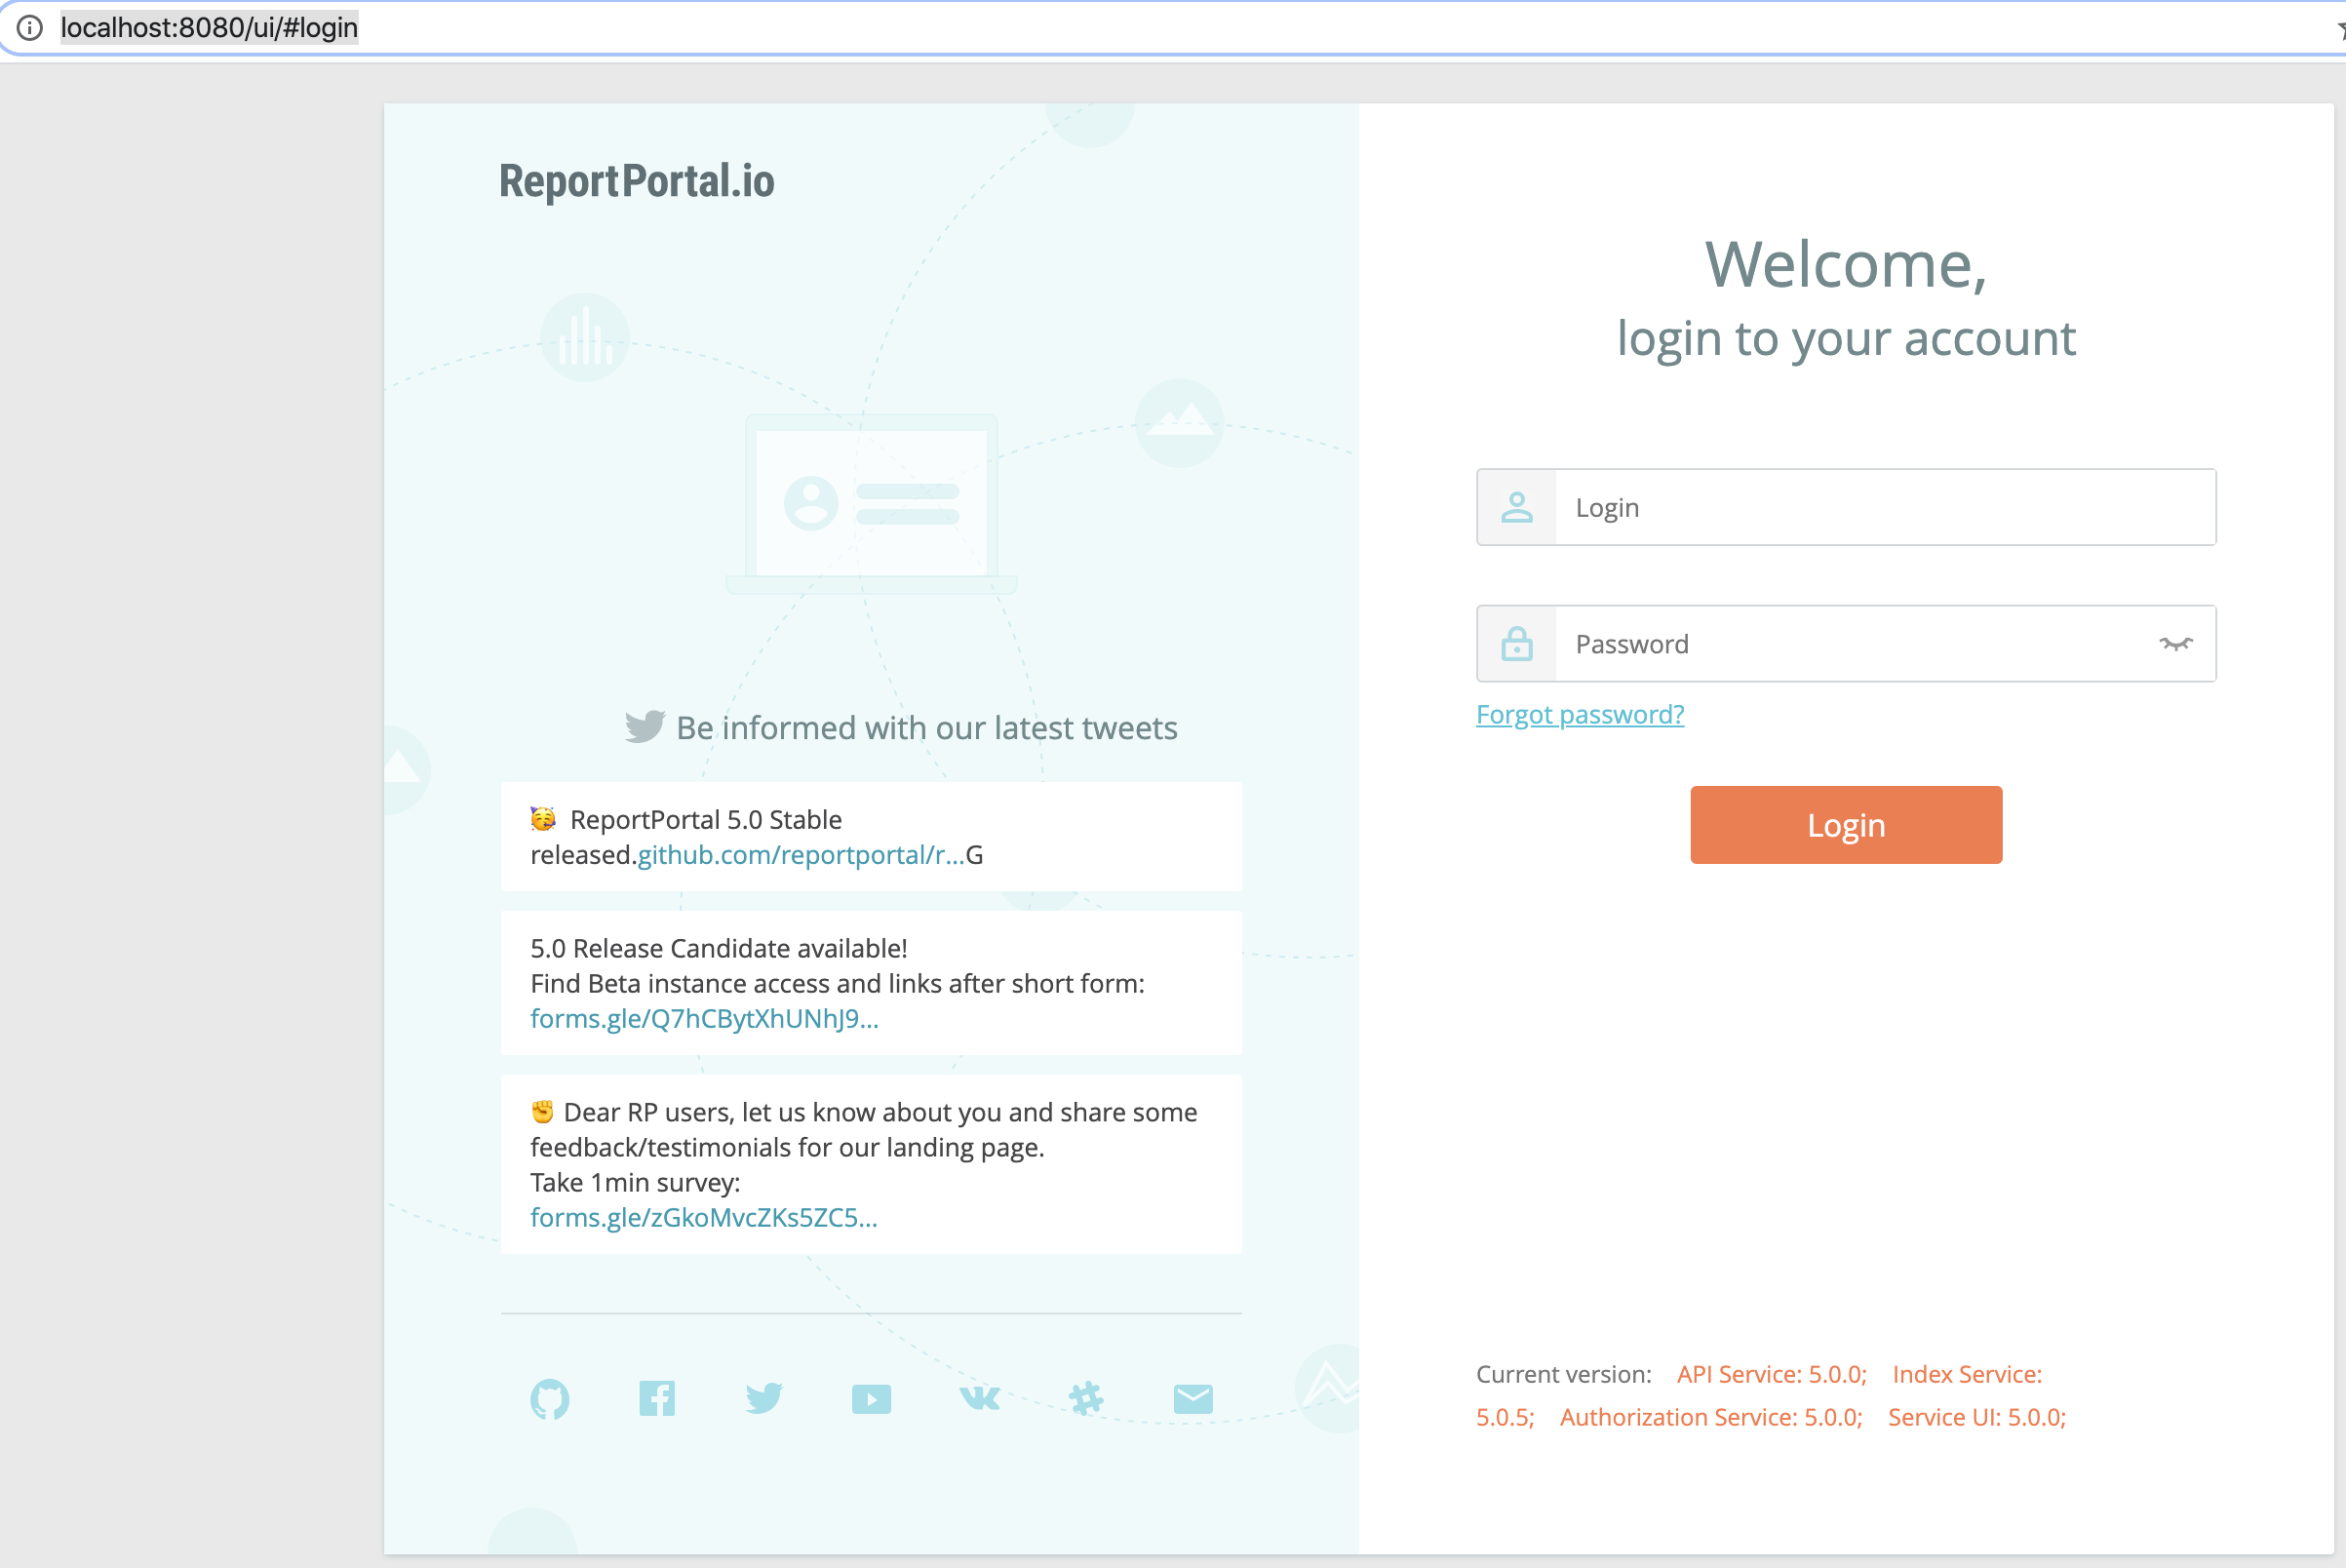 localhost:8080/ui/#login
ReportPortal.io
Be informed with our latest tweets
🥳 ReportPortal 5.0 Stable
released.github.com/reportportal/r...G
5.0 Release Candidate available!
Find Beta instance access and links after short form:
forms.gle/Q7hCBytXhUNhJ9...
✊ Dear RP users, let us know about you and share some
feedback/testimonials for our landing page.
Take 1min survey:
forms.gle/zGkoMvcZKs5ZC5...
Welcome,
login to your account
Login
Password
Forgot password?
Login
Current version: API Service: 5.0.0; Index Service:
5.0.5; Authorization Service: 5.0.0; Service UI: 5.0.0;